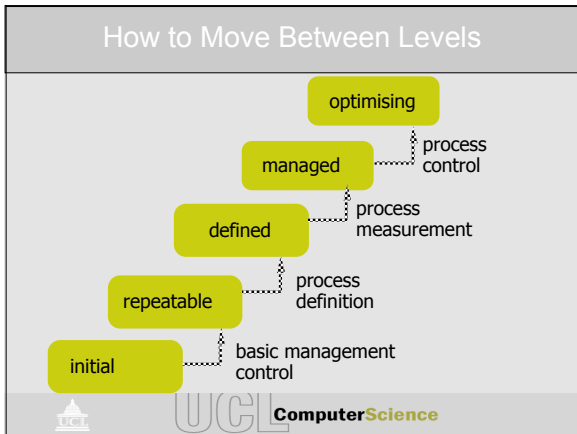 How to Move Between Levels
optimising
process
control
managed
process
measurement
defined
process
definition
repeatable
basic management
control
initial
UCL
UCL ComputerScience